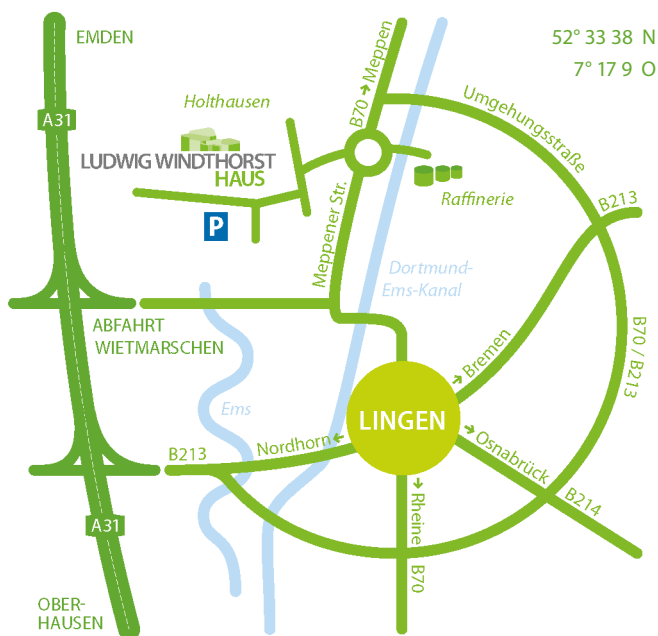 EMDEN
52° 33 38 N
7° 17 9 O
A31
Holthausen
B70 → Meppen
Umgehungsstraße
LUDWIG WINDTHORST
HAUS
Raffinerie
B213
P
Meppener Str.
Dortmund-
Ems-Kanal
ABFAHRT
WIETMARSCHEN
B70 / B213
→ Bremen
Ems
LINGEN
B213
Nordhorn ←
→ Osnabrück
B214
→ Rheine
B70
A31
OBER-
HAUSEN